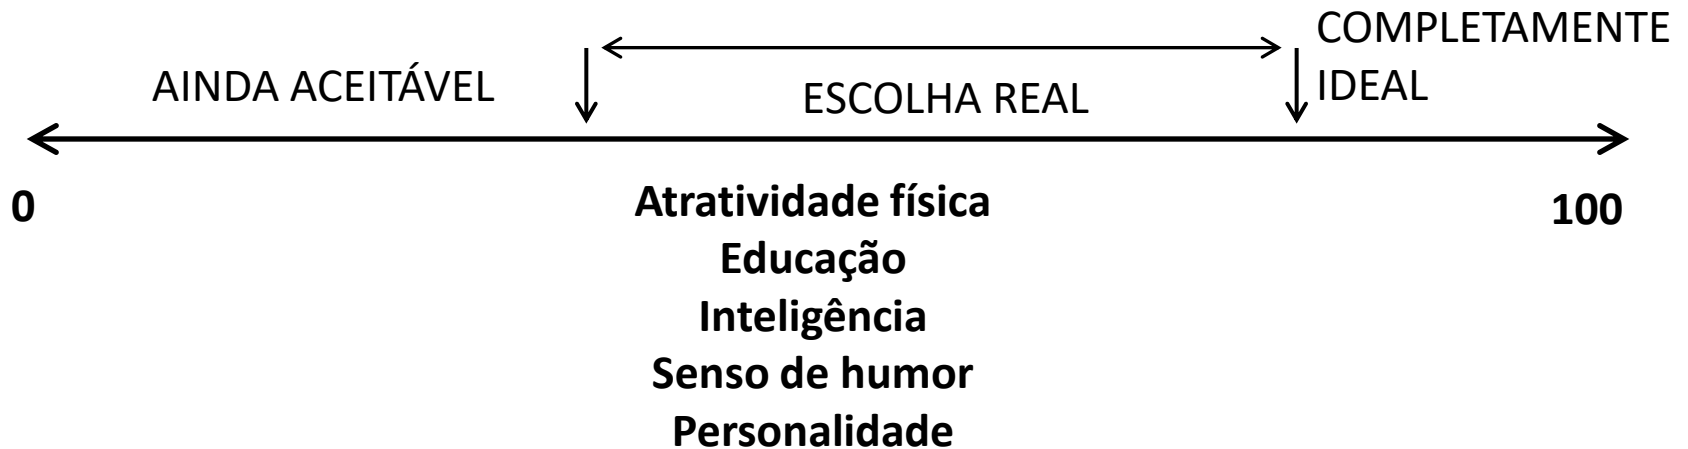 AINDA ACEITÁVEL
ESCOLHA REAL
COMPLETAMENTE
IDEAL
0
100
Atratividade física
Educação
Inteligência
Senso de humor
Personalidade